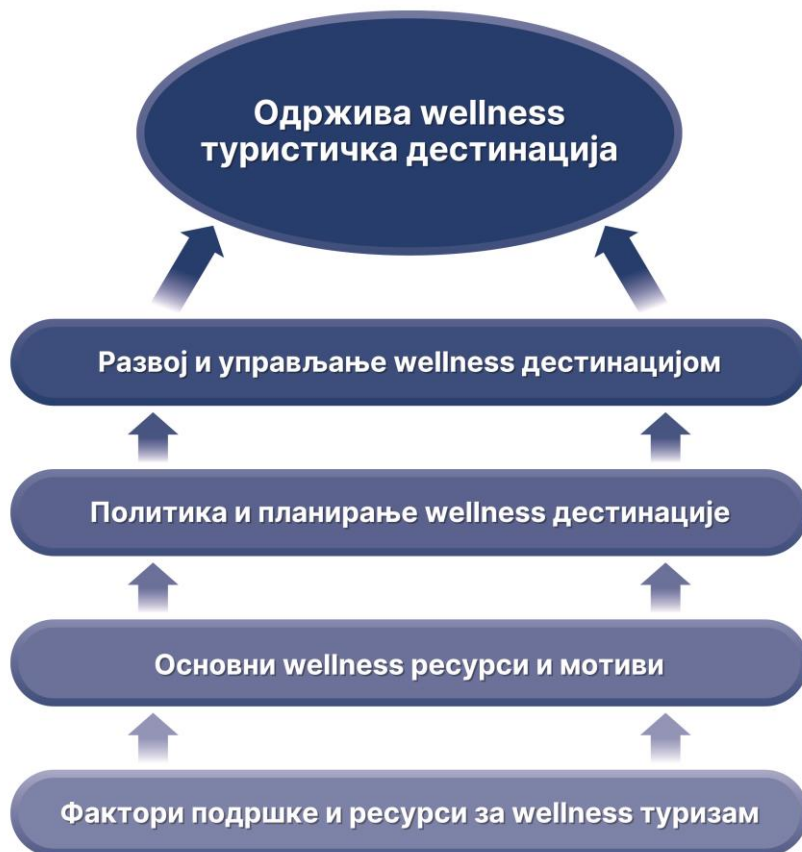 Одржива wellness
туристичка дестинација
Развој и управљање wellness дестинацијом
Политика и планирање wellness дестинације
Основни wellness ресурси и мотиви
Фактори подршке и ресурси за wellness туризам